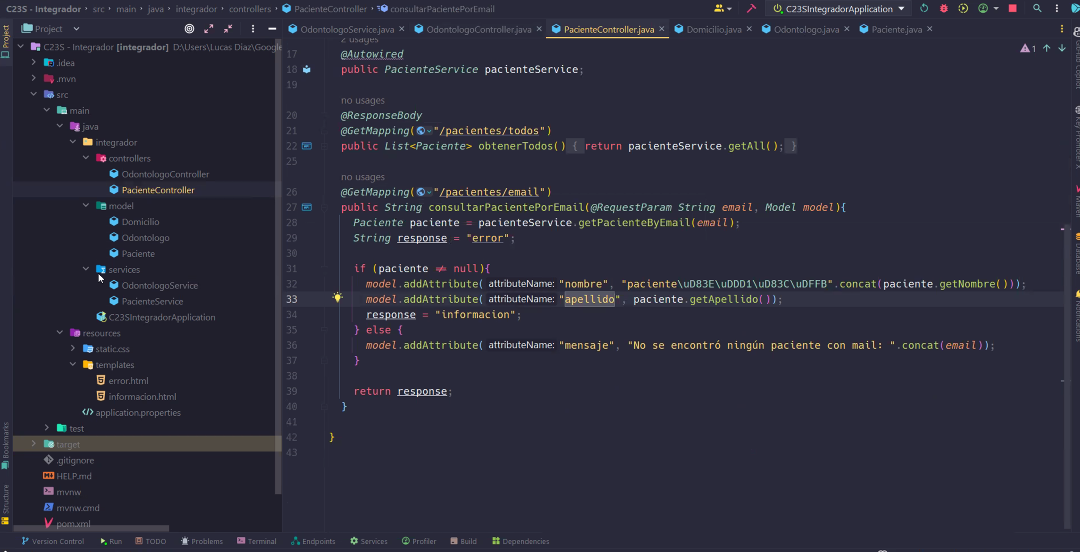 C23S - Integrador > src > main > java > integrador > controllers > PacienteController > consultarPacientePorEmail
C23SIntegradorApplication
Project
OdontologoService.java
OdontologoController.java
PacienteController.java
Domicilio.java
Odontologo.java
Paciente.java
Project
Bookmarks
Structure
C23S - Integrador [integrador] D:\Users\Lucas Diaz\Google
.idea
.mvn
src
main
java
integrador
controllers
OdontologoController
PacienteController
model
Domicilio
Odontologo
Paciente
services
OdontologoService
PacienteService
C23SIntegradorApplication
resources
static.css
templates
error.html
informacion.html
application.properties
test
target
.gitignore
HELP.md
mvnw
mvnw.cmd
pom.xml
2 usages
17 @Autowired
18 public PacienteService pacienteService;
19
no usages
20 @ResponseBody
21 @GetMapping("/pacientes/todos")
22 public List<Paciente> obtenerTodos() { return pacienteService.getAll(); }
25
no usages
26 @GetMapping("/pacientes/email")
27 public String consultarPacientePorEmail(@RequestParam String email, Model model){
28 Paciente paciente = pacienteService.getPacienteByEmail(email);
29 String response = "error";
30
31 if (paciente ≠ null){
32 model.addAttribute( attributeName: "nombre", "paciente\uD83E\uDDD1\uD83C\uDFFB".concat(paciente.getNombre()));
33 model.addAttribute( attributeName: "apellido", paciente.getApellido());
34 response = "informacion";
35 } else {
36 model.addAttribute( attributeName: "mensaje", "No se encontró ningún paciente con mail: ".concat(email));
37 }
38
39 return response;
40 }
41
42 }
43
1
Version Control
Run
TODO
Problems
Terminal
Endpoints
Services
Profiler
Build
Dependencies